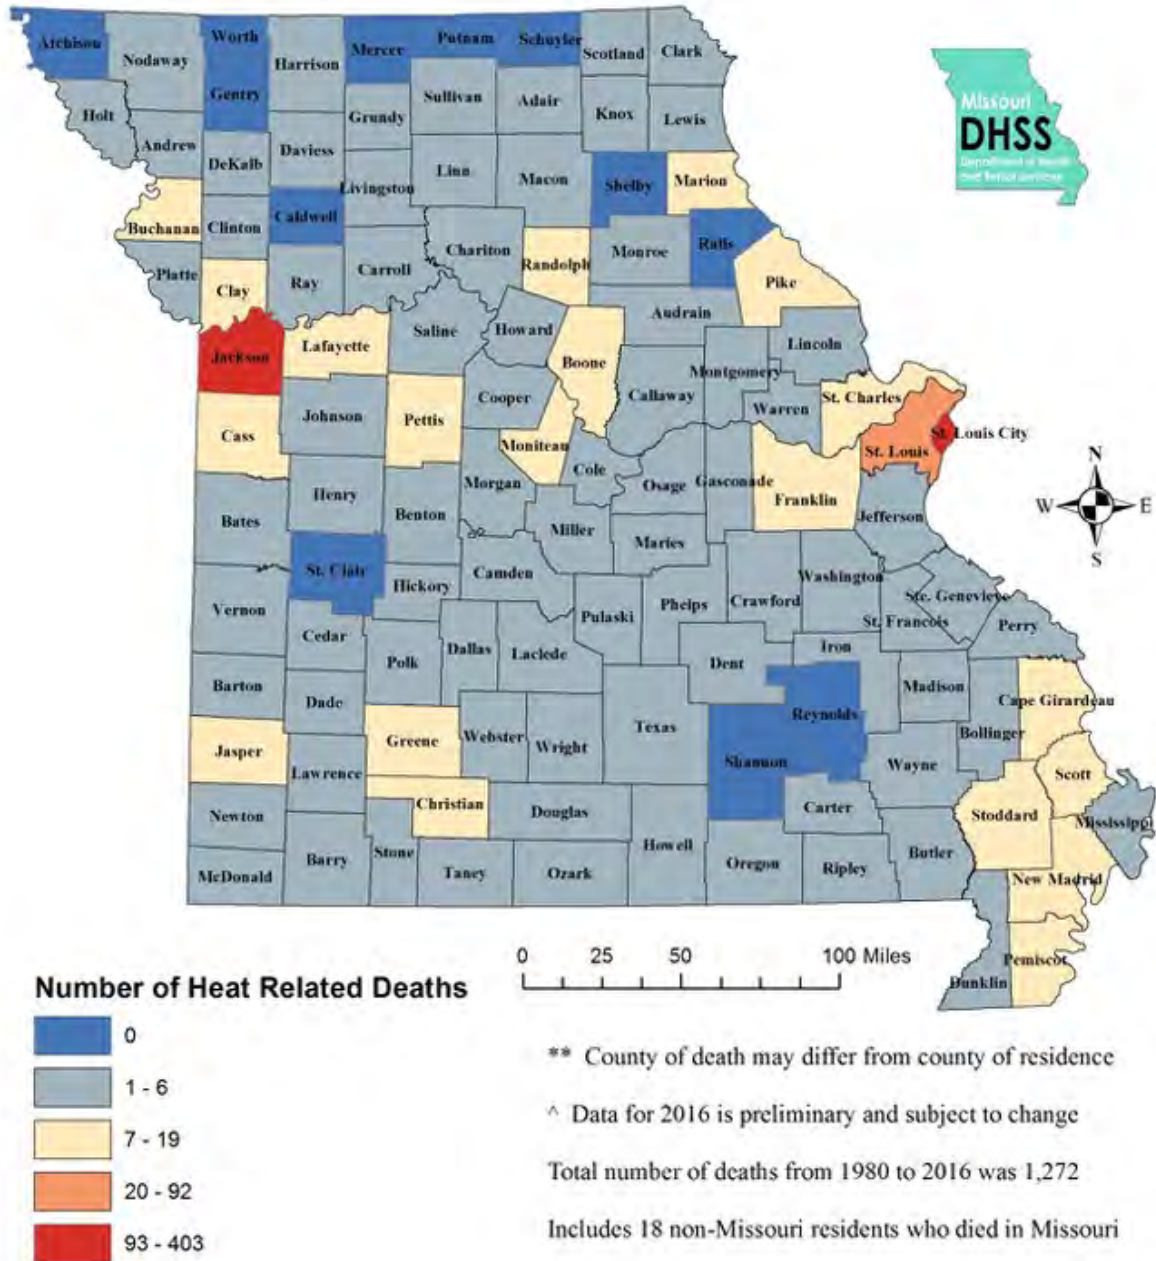 Atchison
Nodaway
Worth
Gentry
Harrison
Mercer
Putnam
Schuyler
Scotland
Clark
Holt
Andrew
DeKalb
Daviess
Grundy
Sullivan
Adair
Knox
Lewis
Buchanan
Clinton
Caldwell
Livingston
Linn
Macon
Shelby
Marion
Platte
Clay
Ray
Carroll
Chariton
Randolph
Monroe
Ralls
Pike
Jackson
Lafayette
Saline
Howard
Boone
Audrain
Lincoln
Cass
Johnson
Pettis
Cooper
Moniteau
Callaway
Montgomery
Warren
St. Charles
St. Louis
St. Louis City
Bates
Henry
Benton
Morgan
Cole
Miller
Osage
Gasconade
Franklin
Jefferson
Maries
Vernon
St. Clair
Hickory
Camden
Pulaski
Phelps
Crawford
Washington
Ste. Genevieve
St. Francois
Perry
Cedar
Polk
Dallas
Laclede
Dent
Iron
Madison
Cape Girardeau
Barton
Dade
Greene
Webster
Wright
Texas
Shannon
Reynolds
Wayne
Bollinger
Scott
Jasper
Lawrence
Christian
Douglas
Howell
Carter
Butler
Stoddard
Mississippi
Newton
McDonald
Barry
Stone
Taney
Ozark
Oregon
Ripley
New Madrid
Dunklin
Pemiscot
Missouri
DHSS
Department of Health
and Senior Services
N
W
E
S
0 25 50 100 Miles
Number of Heat Related Deaths
0
1 - 6
7 - 19
20 - 92
93 - 403
** County of death may differ from county of residence
^ Data for 2016 is preliminary and subject to change
Total number of deaths from 1980 to 2016 was 1,272
Includes 18 non-Missouri residents who died in Missouri